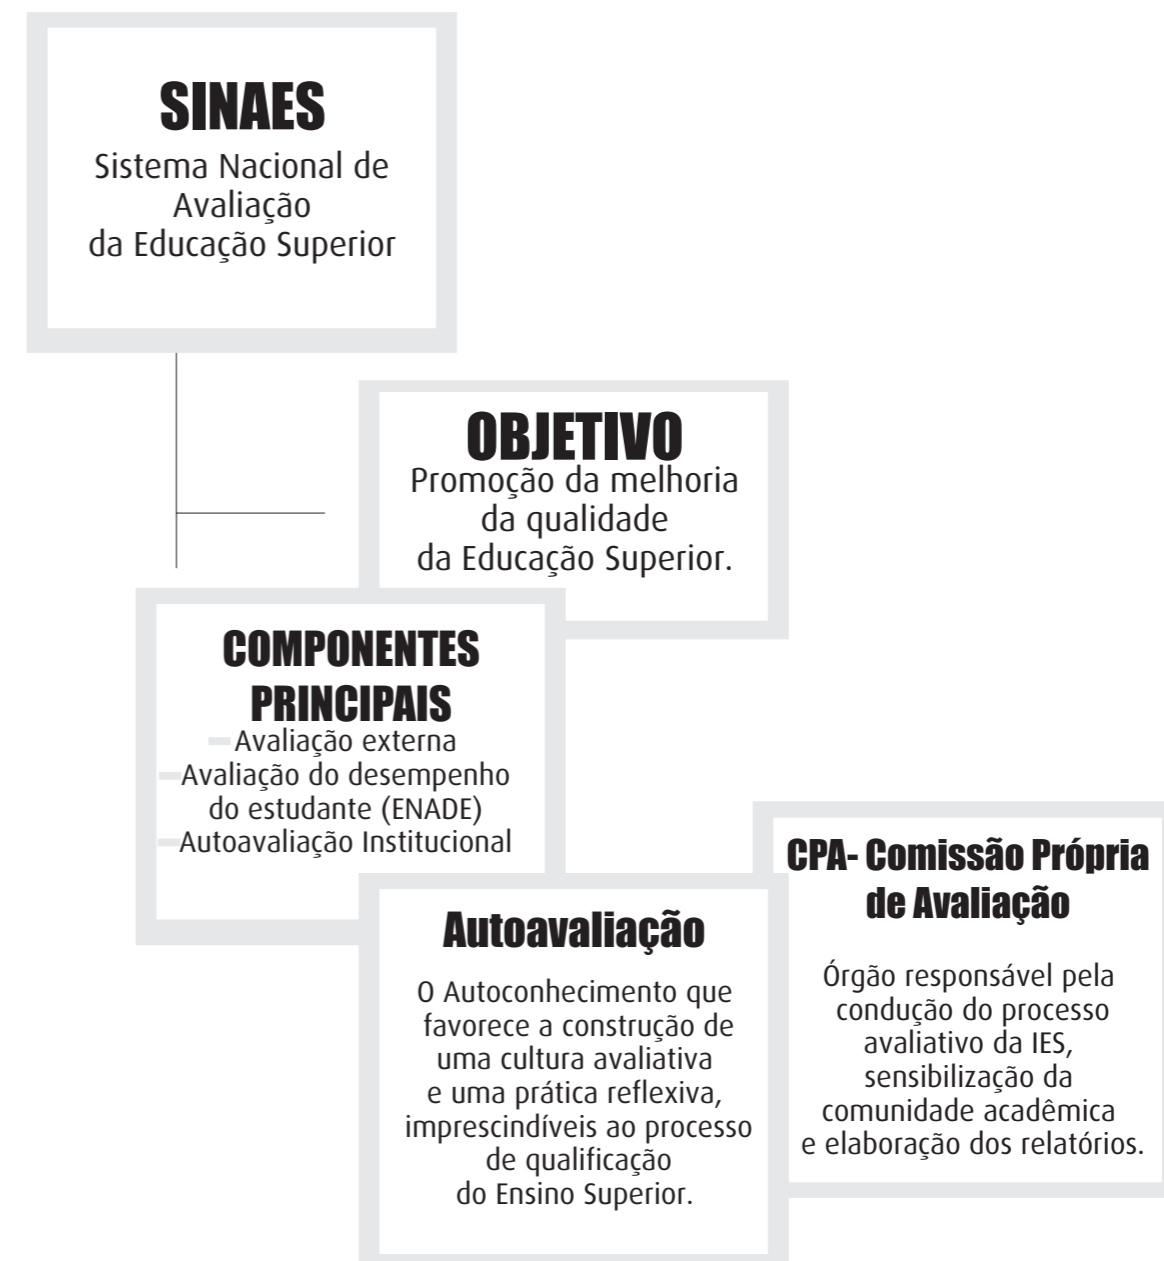 SINAES
Sistema Nacional de
Avaliação
da Educação Superior
OBJETIVO
Promoção da melhoria
da qualidade
da Educação Superior.
COMPONENTES
PRINCIPAIS
Avaliação externa
Avaliação do desempenho
do estudante (ENADE)
Autoavaliação Institucional
Autoavaliação
O Autoconhecimento que
favorece a construção de
uma cultura avaliativa
e uma prática reflexiva,
imprescindíveis ao processo
de qualificação
do Ensino Superior.
CPA- Comissão Própria
de Avaliação
Órgão responsável pela
condução do processo
avaliativo da IES,
sensibilização da
comunidade acadêmica
e elaboração dos relatórios.